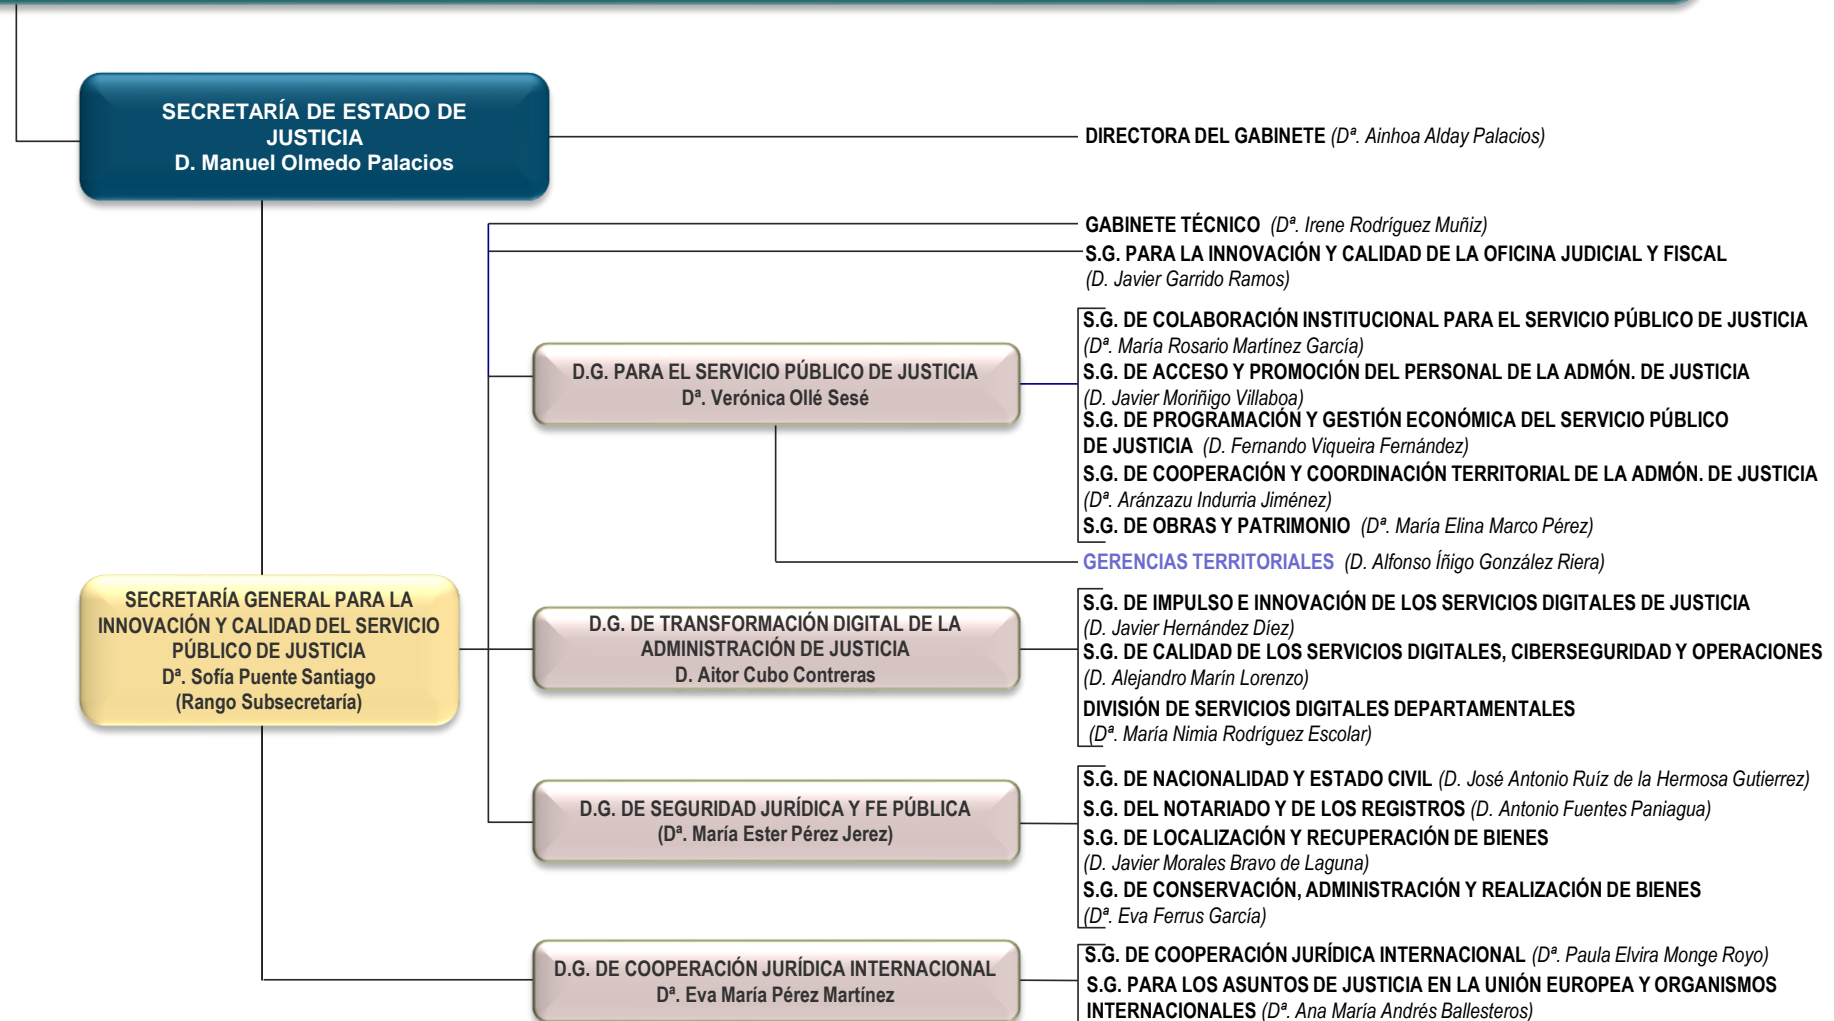 SECRETARÍA DE ESTADO DE
JUSTICIA
D. Manuel Olmedo Palacios
DIRECTORA DEL GABINETE (Dª. Ainhoa Alday Palacios)
GABINETE TÉCNICO (Dª. Irene Rodríguez Muñiz)
S.G. PARA LA INNOVACIÓN Y CALIDAD DE LA OFICINA JUDICIAL Y FISCAL
(D. Javier Garrido Ramos)
D.G. PARA EL SERVICIO PÚBLICO DE JUSTICIA
Dª. Verónica Ollé Sesé
S.G. DE COLABORACIÓN INSTITUCIONAL PARA EL SERVICIO PÚBLICO DE JUSTICIA
(Dª. María Rosario Martínez García)
S.G. DE ACCESO Y PROMOCIÓN DEL PERSONAL DE LA ADMÓN. DE JUSTICIA
(D. Javier Moriñigo Villaboa)
S.G. DE PROGRAMACIÓN Y GESTIÓN ECONÓMICA DEL SERVICIO PÚBLICO
DE JUSTICIA (D. Fernando Viqueira Fernández)
S.G. DE COOPERACIÓN Y COORDINACIÓN TERRITORIAL DE LA ADMÓN. DE JUSTICIA
(Dª. Aránzazu Indurria Jiménez)
S.G. DE OBRAS Y PATRIMONIO (Dª. María Elina Marco Pérez)
GERENCIAS TERRITORIALES (D. Alfonso Íñigo González Riera)
SECRETARÍA GENERAL PARA LA
INNOVACIÓN Y CALIDAD DEL SERVICIO
PÚBLICO DE JUSTICIA
Dª. Sofía Puente Santiago
(Rango Subsecretaría)
D.G. DE TRANSFORMACIÓN DIGITAL DE LA
ADMINISTRACIÓN DE JUSTICIA
D. Aitor Cubo Contreras
S.G. DE IMPULSO E INNOVACIÓN DE LOS SERVICIOS DIGITALES DE JUSTICIA
(D. Javier Hernández Díez)
S.G. DE CALIDAD DE LOS SERVICIOS DIGITALES, CIBERSEGURIDAD Y OPERACIONES
(D. Alejandro Marín Lorenzo)
DIVISIÓN DE SERVICIOS DIGITALES DEPARTAMENTALES
(Dª. María Nimia Rodríguez Escolar)
D.G. DE SEGURIDAD JURÍDICA Y FE PÚBLICA
(Dª. María Ester Pérez Jerez)
S.G. DE NACIONALIDAD Y ESTADO CIVIL (D. José Antonio Ruíz de la Hermosa Gutierrez)
S.G. DEL NOTARIADO Y DE LOS REGISTROS (D. Antonio Fuentes Paniagua)
S.G. DE LOCALIZACIÓN Y RECUPERACIÓN DE BIENES
(D. Javier Morales Bravo de Laguna)
S.G. DE CONSERVACIÓN, ADMINISTRACIÓN Y REALIZACIÓN DE BIENES
(Dª. Eva Ferrus García)
D.G. DE COOPERACIÓN JURÍDICA INTERNACIONAL
Dª. Eva María Pérez Martínez
S.G. DE COOPERACIÓN JURÍDICA INTERNACIONAL (Dª. Paula Elvira Monge Royo)
S.G. PARA LOS ASUNTOS DE JUSTICIA EN LA UNIÓN EUROPEA Y ORGANISMOS
INTERNACIONALES (Dª. Ana María Andrés Ballesteros)